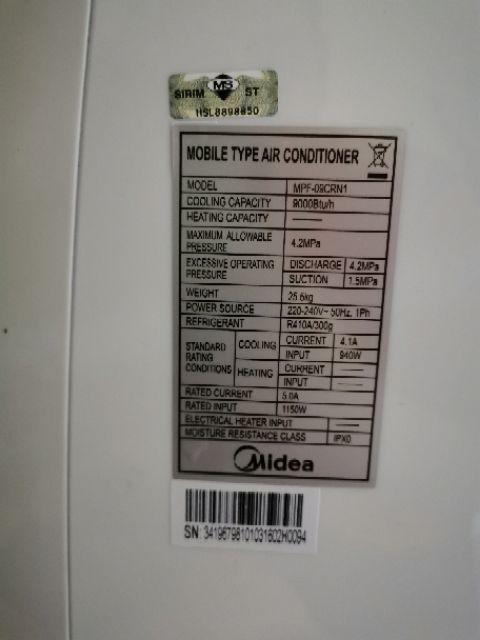 SIRIM MS ST
HSL8898850
MOBILE TYPE AIR CONDITIONER
MODEL MPF-09CRN1
COOLING CAPACITY 9000Btu/h
HEATING CAPACITY ——
MAXIMUM ALLOWABLE PRESSURE 4.2MPa
EXCESSIVE OPERATING PRESSURE DISCHARGE 4.2MPa
SUCTION 1.5MPa
WEIGHT 25.6kg
POWER SOURCE 220-240V~ 50Hz, 1Ph
REFRIGERANT R410A/300g
STANDARD RATING CONDITIONS COOLING CURRENT 4.1A
INPUT 940W
HEATING CURRENT ——
INPUT ——
RATED CURRENT 5.0A
RATED INPUT 1150W
ELECTRICAL HEATER INPUT ——
MOISTURE RESISTANCE CLASS IPX0
Midea
SN: 34196798101031602H0094